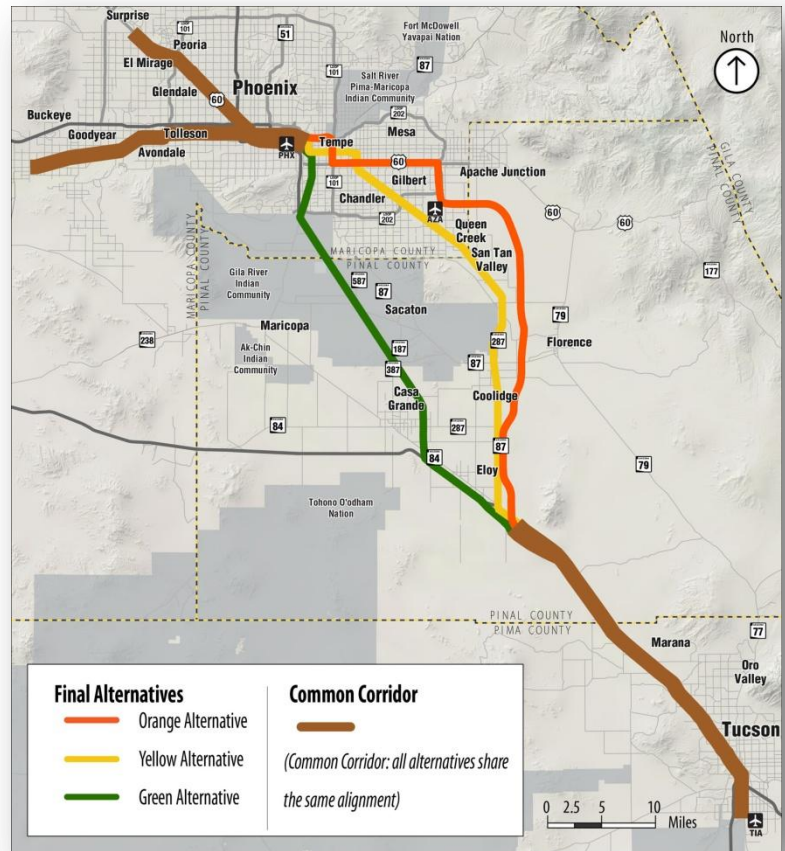 Surprise
LOOP
101
Peoria
51
Fort McDowell
Yavapai Nation
North
El Mirage
LOOP
101
87
Glendale
60
Phoenix
Salt River
Pima-Maricopa
Indian Community
Buckeye
LOOP
202
Goodyear
Tolleson
Mesa
Avondale
PHX
Tempe
60
Apache Junction
GILA COUNTY
PINAL COUNTY
LOOP
101
Gilbert
Chandler
AZA
60
60
LOOP
202
Queen
Creek
San Tan
Valley
MARICOPA COUNTY
PINAL COUNTY
MARICOPA COUNTY
PINAL COUNTY
Gila River
Indian
Community
587
87
177
Sacaton
Maricopa
79
238
287
Florence
Ak-Chin
Indian
Community
187
87
387
Casa
Grande
Coolidge
84
287
87
84
Eloy
79
Tohono O'odham
Nation
PINAL COUNTY
PIMA COUNTY
Marana
77
Oro
Valley
Tucson
TIA
Final Alternatives
Orange Alternative
Yellow Alternative
Green Alternative
Common Corridor
(Common Corridor: all alternatives share
the same alignment)
0 2.5 5 10
Miles